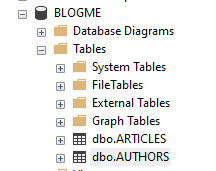 BLOGME
Database Diagrams
Tables
System Tables
FileTables
External Tables
Graph Tables
dbo.ARTICLES
dbo.AUTHORS